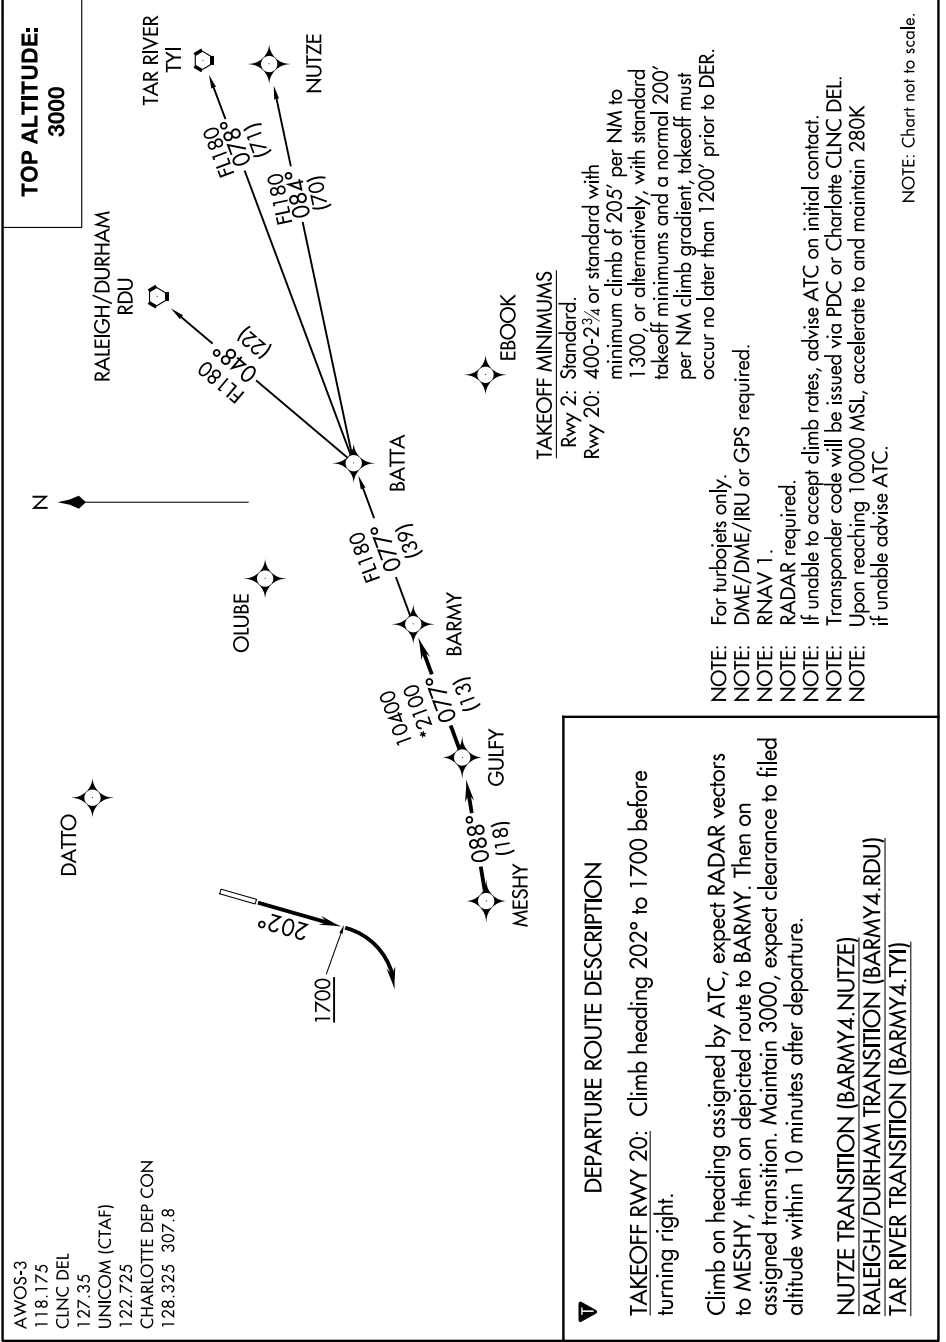 AWOS-3
118.175
CLNC DEL
127.35
UNICOM (CTAF)
122.725
CHARLOTTE DEP CON
128.325 307.8
TOP ALTITUDE:
3000
N
DATTO
OLUBE
RALEIGH/DURHAM
RDU
TAR RIVER
TYI
NUTZE
FL180
048°
(22)
FL180
078°
(71)
FL180
084°
(70)
BATTA
FL180
077°
(39)
BARMY
10400
*2100
077°
(13)
GULFY
088°
(18)
MESHY
EBOOK
202°
1700
TAKEOFF MINIMUMS
Rwy 2: Standard.
Rwy 20: 400-2¾ or standard with
minimum climb of 205' per NM to
1300, or alternatively, with standard
takeoff minimums and a normal 200'
per NM climb gradient, takeoff must
occur no later than 1200' prior to DER.
NOTE: For turbojets only.
NOTE: DME/DME/IRU or GPS required.
NOTE: RNAV 1.
NOTE: RADAR required.
NOTE: If unable to accept climb rates, advise ATC on initial contact.
NOTE: Transponder code will be issued via PDC or Charlotte CLNC DEL.
NOTE: Upon reaching 10000 MSL, accelerate to and maintain 280K
if unable advise ATC.
NOTE: Chart not to scale.
T
DEPARTURE ROUTE DESCRIPTION
TAKEOFF RWY 20: Climb heading 202° to 1700 before
turning right.
Climb on heading assigned by ATC, expect RADAR vectors
to MESHY, then on depicted route to BARMY. Then on
assigned transition. Maintain 3000, expect clearance to filed
altitude within 10 minutes after departure.
NUTZE TRANSITION (BARMY4.NUTZE)
RALEIGH/DURHAM TRANSITION (BARMY4.RDU)
TAR RIVER TRANSITION (BARMY4.TYI)